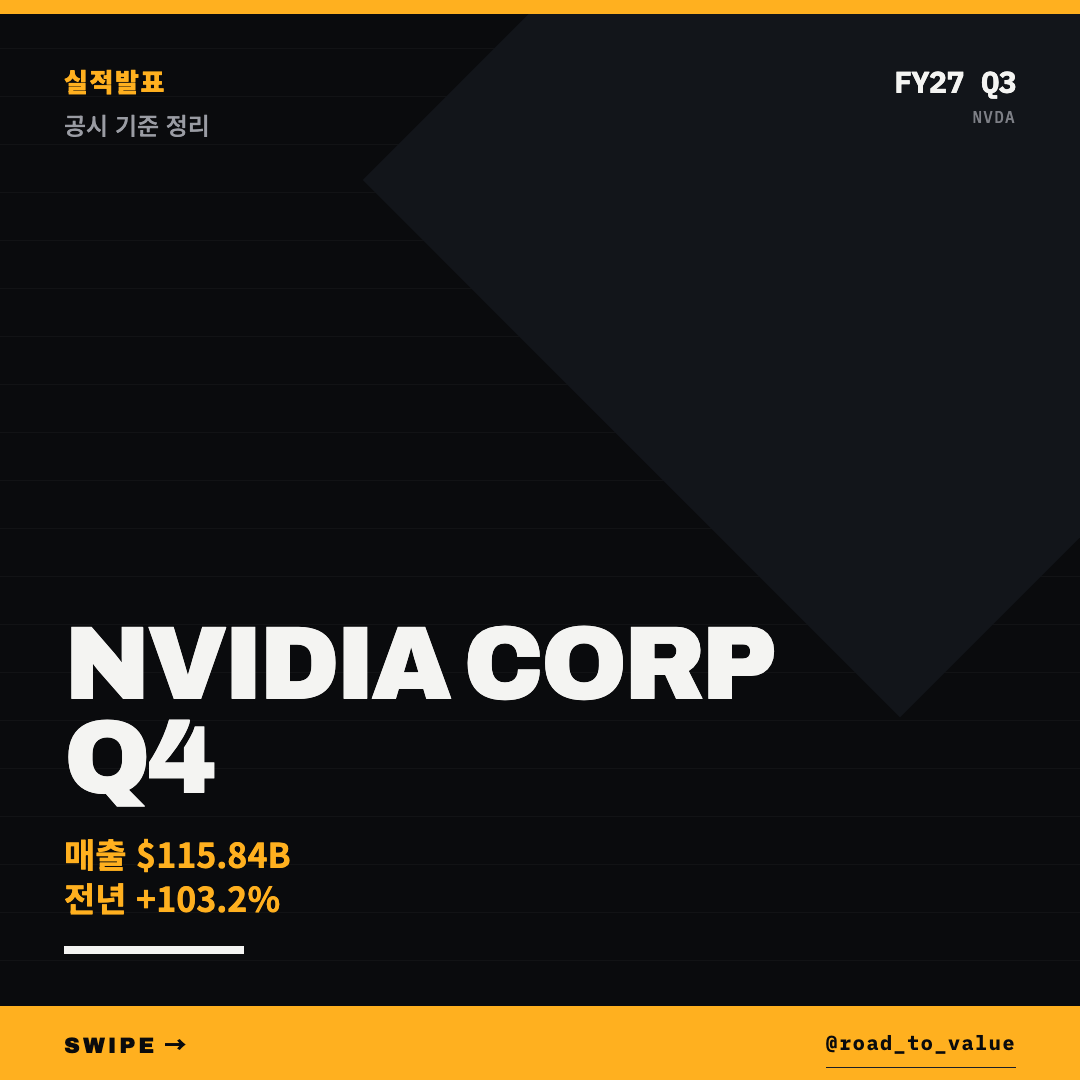 실적발표
공시 기준 정리
FY27 Q3
NVDA
NVIDIA CORP
Q4
매출 $115.84B
전년 +103.2%
SWIPE →
@road_to_value